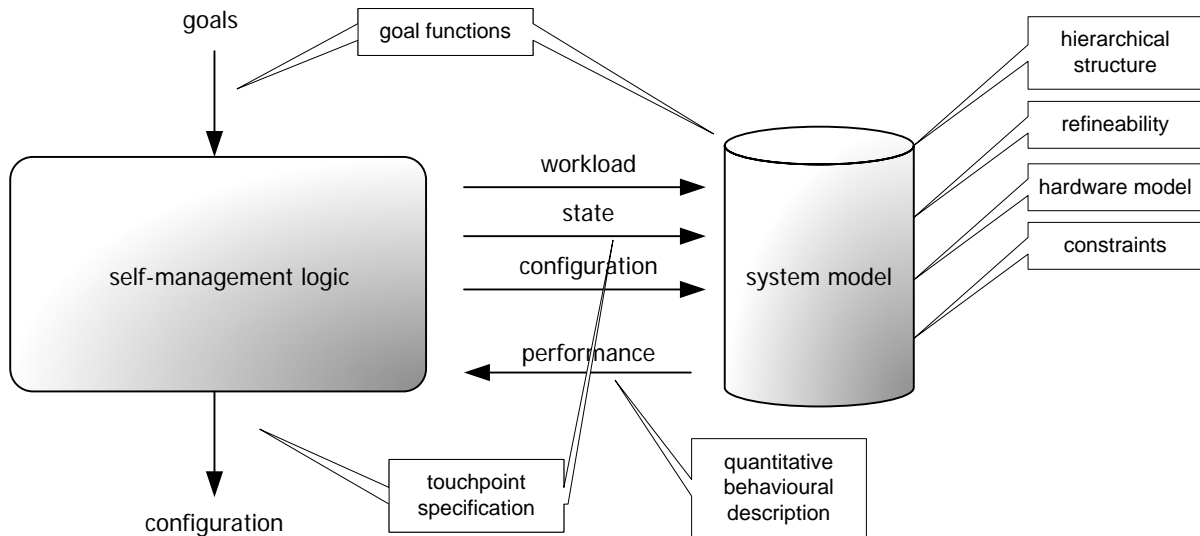 goals
goal functions
hierarchical
structure
refineability
hardware model
constraints
workload
state
configuration
performance
self-management logic
system model
touchpoint
specification
quantitative
behavioural
description
configuration